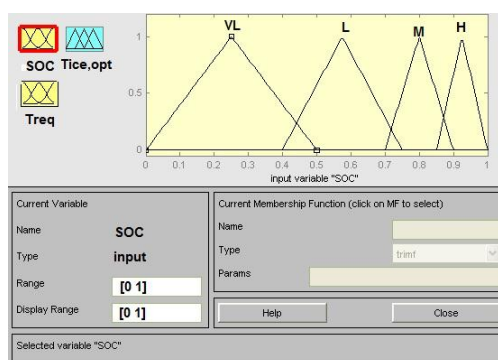 SOC Tice,opt
Treq
VL L M H
1
0.5
0
0 0.1 0.2 0.3 0.4 0.5 0.6 0.7 0.8 0.9 1
input variable "SOC"
Current Variable
Name SOC
Type input
Range [0 1]
Display Range [0 1]
Current Membership Function (click on MF to select)
Name
Type trimf
Params
Help Close
Selected variable "SOC"